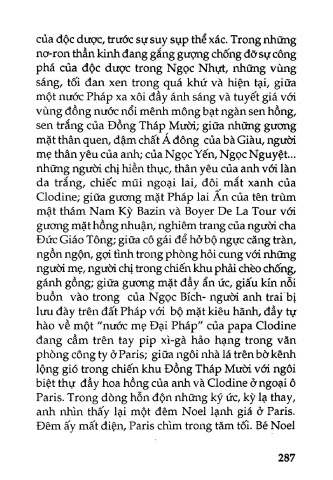 của độc dược, trước sự suy sụp thể xác. Trong những
nơ-ron thần kinh đang gắng gượng chống đỡ sự công
phá của độc dược trong Ngọc Nhựt, những vùng
sáng, tối đan xen trong quá khứ và hiện tại, giữa
một nước Pháp xa xôi đầy ánh sáng và tuyết giá với
vùng đồng nước nổi mênh mông bạt ngàn sen hồng,
sen trắng của Đồng Tháp Mười; giữa những gương
mặt thân quen, đậm chất Á đông của bà Giàu, người
mẹ thân yêu của anh; của Ngọc Yến, Ngọc Nguyệt...
những người chị hiền thục, thân yêu của anh với làn
da trắng, chiếc mũi ngoại lai, đôi mắt xanh của
Clodine; giữa gương mặt Pháp lai Ấn của tên trùm
mật thám Nam Kỳ Bazin và Boyer De La Tour với
gương mặt hồng nhuận, nghiêm trang của người cha
Đức Giáo Tông; giữa cô gái để hở bộ ngực căng tràn,
ngồn ngộn, gợi tình trong phòng hỏi cung với những
người mẹ, người chị trong chiến khu phải chèo chống,
gánh gồng; giữa gương mặt đầy ẩn ức, giấu kín nỗi
buồn vào trong của Ngọc Bích- người anh trai bị
lưu đày trên đất Pháp với bộ mặt kiêu hãnh, đầy tự
hào về một “nước mẹ Đại Pháp” của papa Clodine
đang cầm trên tay pip xì-gà hảo hạng trong văn
phòng công ty ở Paris; giữa ngôi nhà lá trên bờ kênh
lộng gió trong chiến khu Đồng Tháp Mười với ngôi
biệt thự đầy hoa hồng của anh và Clodine ở ngoại ô
Paris. Trong dòng hỗn độn những ký ức, kỳ lạ thay,
anh nhìn thấy lại một đêm Noel lạnh giá ở Paris.
Đêm ấy mất điện, Paris chìm trong tăm tối. Bé Noel
287